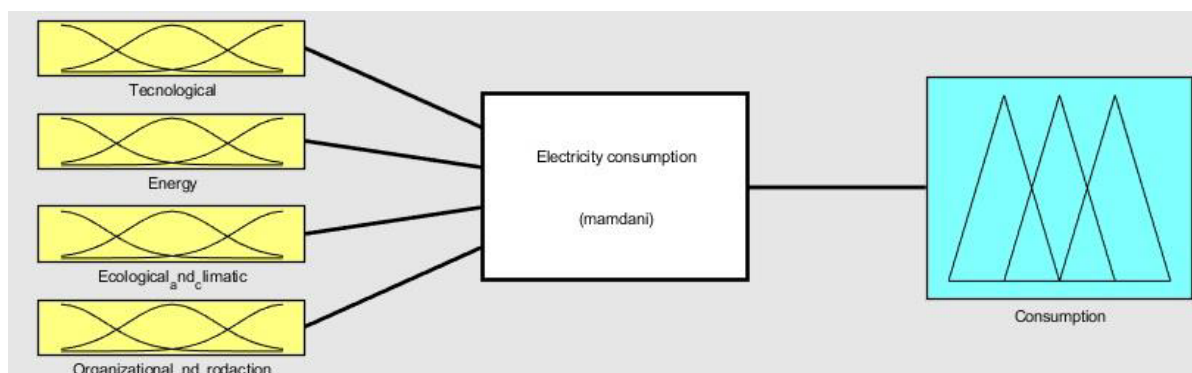 Tecnological
Energy
Ecological_and_climatic
Electricity consumption
(mamdani)
Consumption